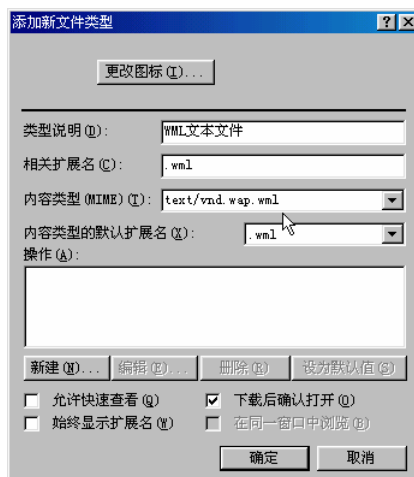 添加新文件类型
更改图标(I)...
类型说明(D): WML文本文件
相关扩展名(C): .wml
内容类型(MIME)(T): text/vnd.wap.wml
内容类型的默认扩展名(X): .wml
操作(A):
新建(N)... 编辑(E)... 删除(R) 设为默认值(S)
允许快速查看(Q) 下载后确认打开(O)
始终显示扩展名(W) 在同一窗口中浏览(B)
确定 取消